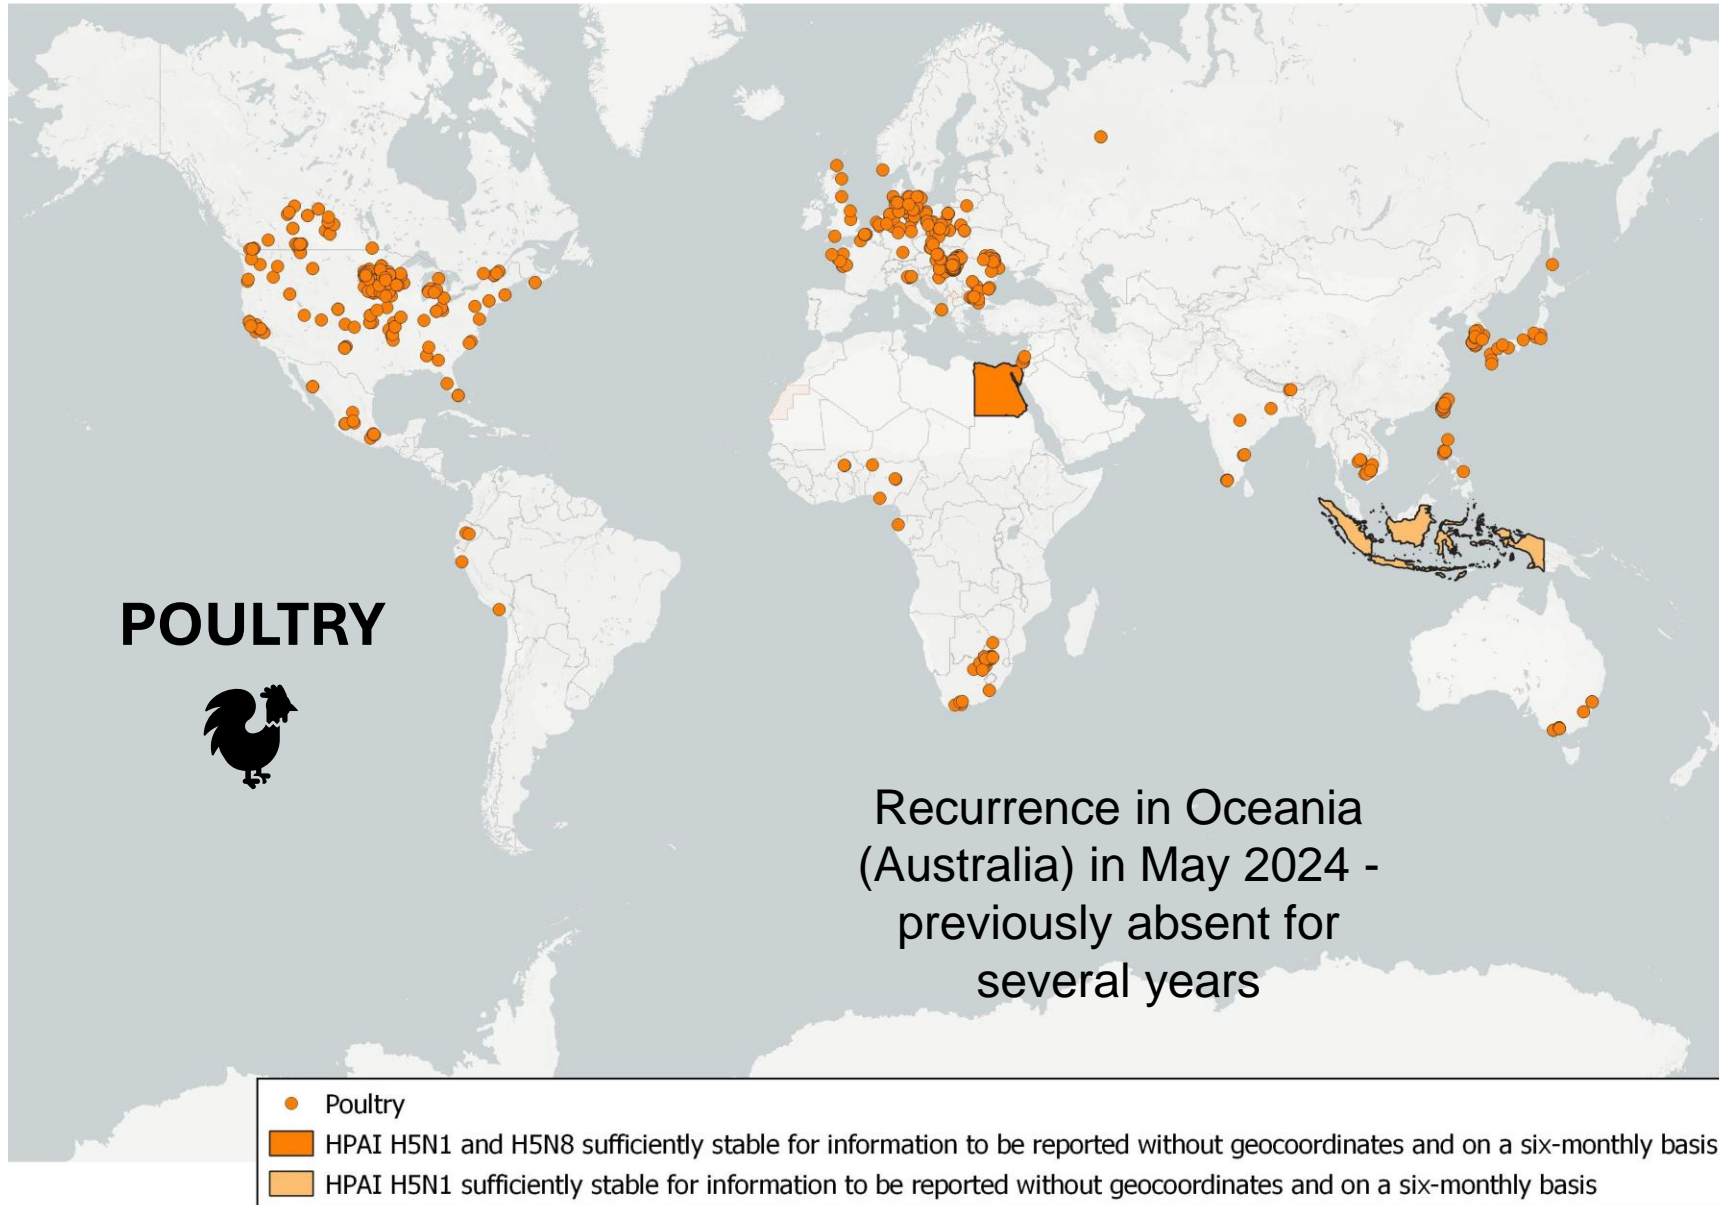 POULTRY
Recurrence in Oceania
(Australia) in May 2024 -
previously absent for
several years
Poultry
HPAI H5N1 and H5N8 sufficiently stable for information to be reported without geocoordinates and on a six-monthly basis
HPAI H5N1 sufficiently stable for information to be reported without geocoordinates and on a six-monthly basis